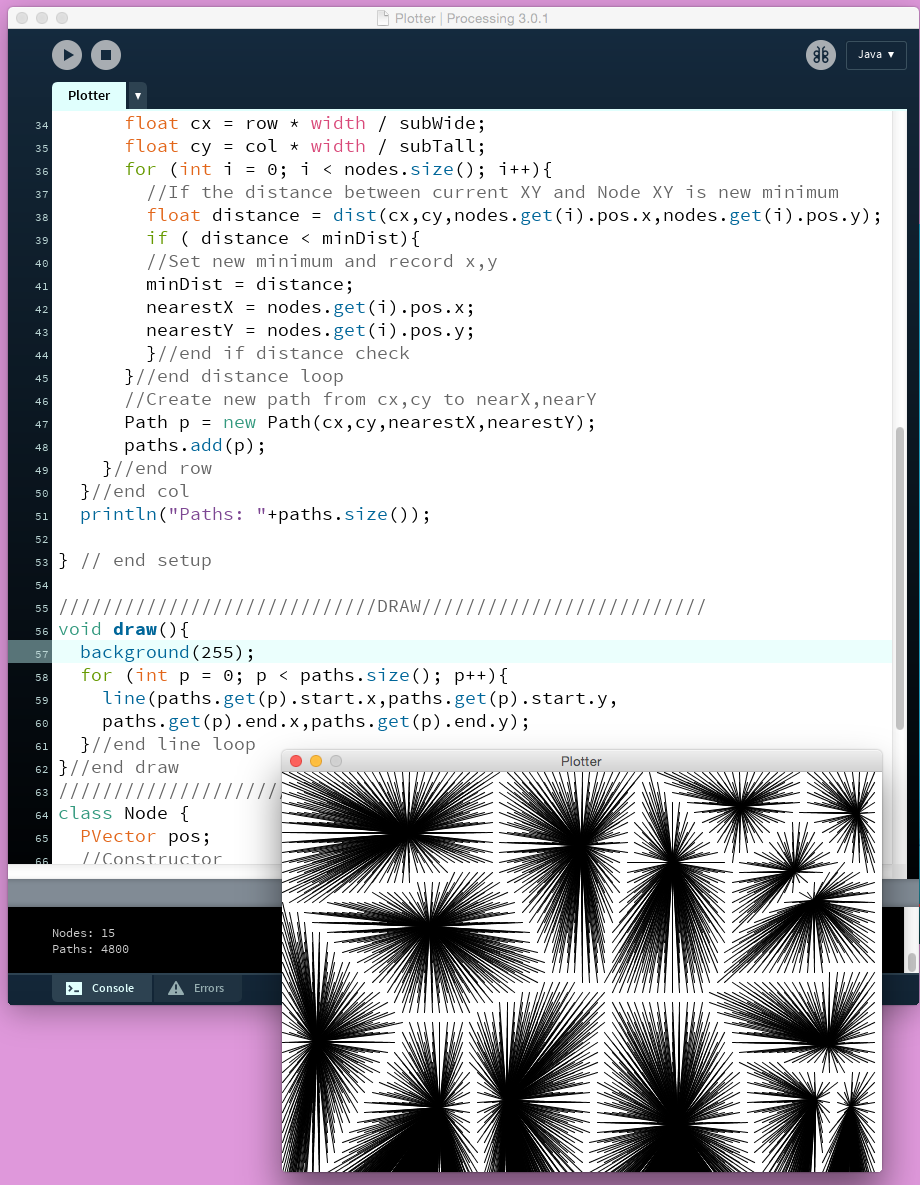 Plotter | Processing 3.0.1
Java ▼
Plotter ▼
34 float cx = row * width / subWide;
35 float cy = col * width / subTall;
36 for (int i = 0; i < nodes.size(); i++){
37 //If the distance between current XY and Node XY is new minimum
38 float distance = dist(cx,cy,nodes.get(i).pos.x,nodes.get(i).pos.y);
39 if ( distance < minDist){
40 //Set new minimum and record x,y
41 minDist = distance;
42 nearestX = nodes.get(i).pos.x;
43 nearestY = nodes.get(i).pos.y;
44 }//end if distance check
45 }//end distance loop
46 //Create new path from cx,cy to nearX,nearY
47 Path p = new Path(cx,cy,nearestX,nearestY);
48 paths.add(p);
49 }//end row
50 }//end col
51 println("Paths: "+paths.size());
52
53 } // end setup
54
55 /////////////////////////////DRAW//////////////////////////
56 void draw(){
57 background(255);
58 for (int p = 0; p < paths.size(); p++){
59 line(paths.get(p).start.x,paths.get(p).start.y,
60 paths.get(p).end.x,paths.get(p).end.y);
61 }//end line loop
62 }//end draw
63 ////////////////////
64 class Node {
65 PVector pos;
66 //Constructor
Plotter
Nodes: 15
Paths: 4800
Console
Errors